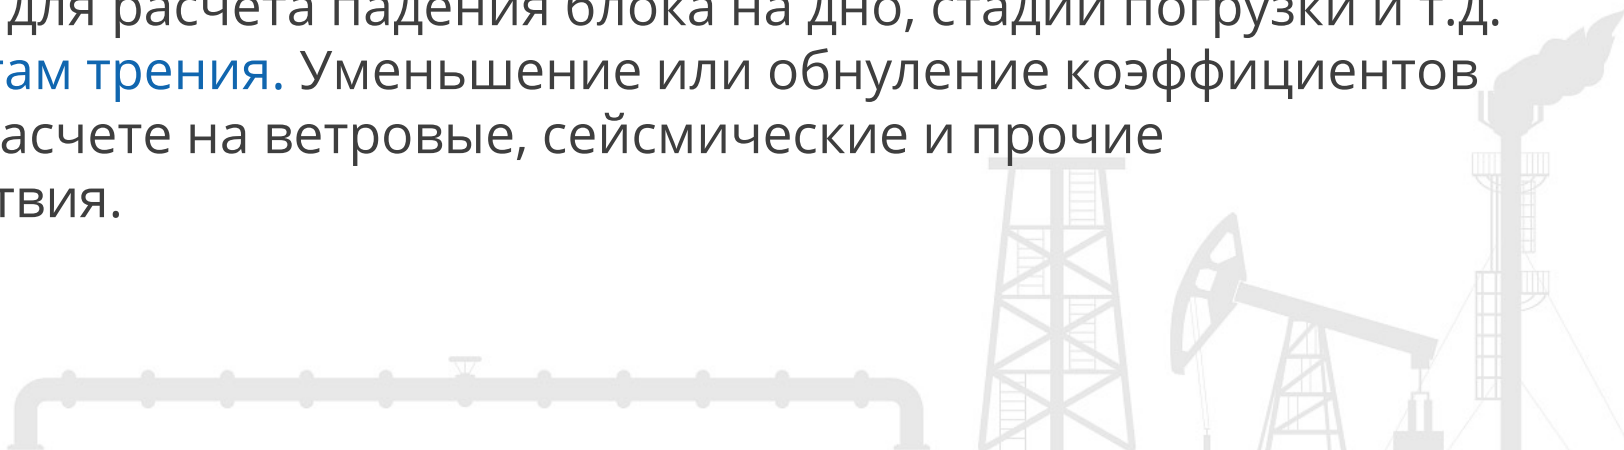 для расчета падения блока на дно, стадии погрузки и т.д.
там трения. Уменьшение или обнуление коэффициентов
асчете на ветровые, сейсмические и прочие
твия.